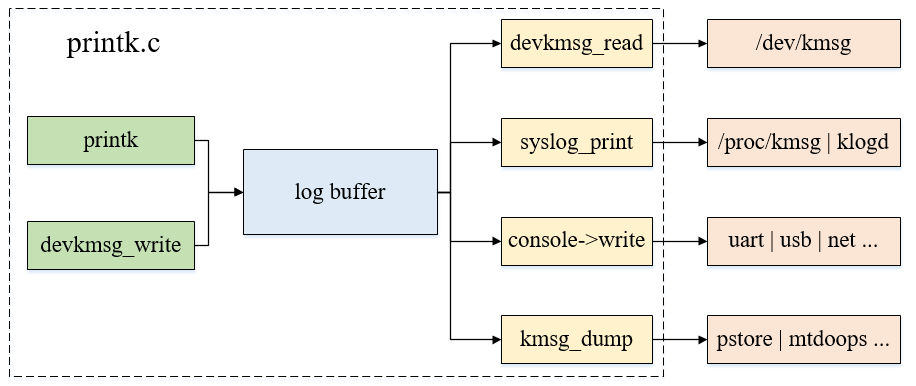 printk.c
printk
devkmsg_write
log buffer
devkmsg_read
/dev/kmsg
syslog_print
/proc/kmsg | klogd
console->write
uart | usb | net ...
kmsg_dump
pstore | mtdoops ...